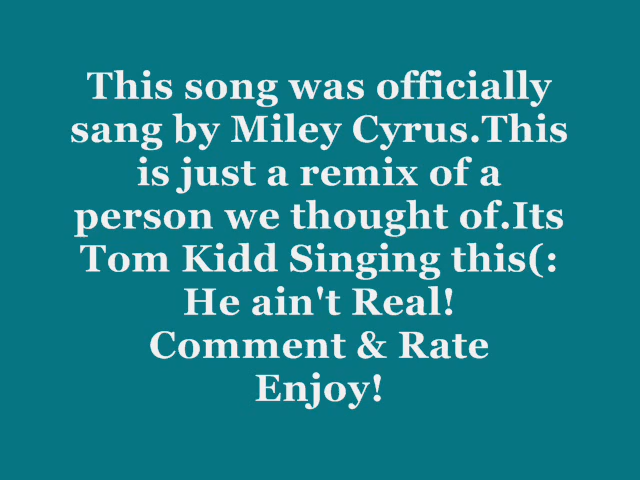 This song was officially
sang by Miley Cyrus.This
is just a remix of a
person we thought of.Its
Tom Kidd Singing this(:
He ain't Real!
Comment & Rate
Enjoy!